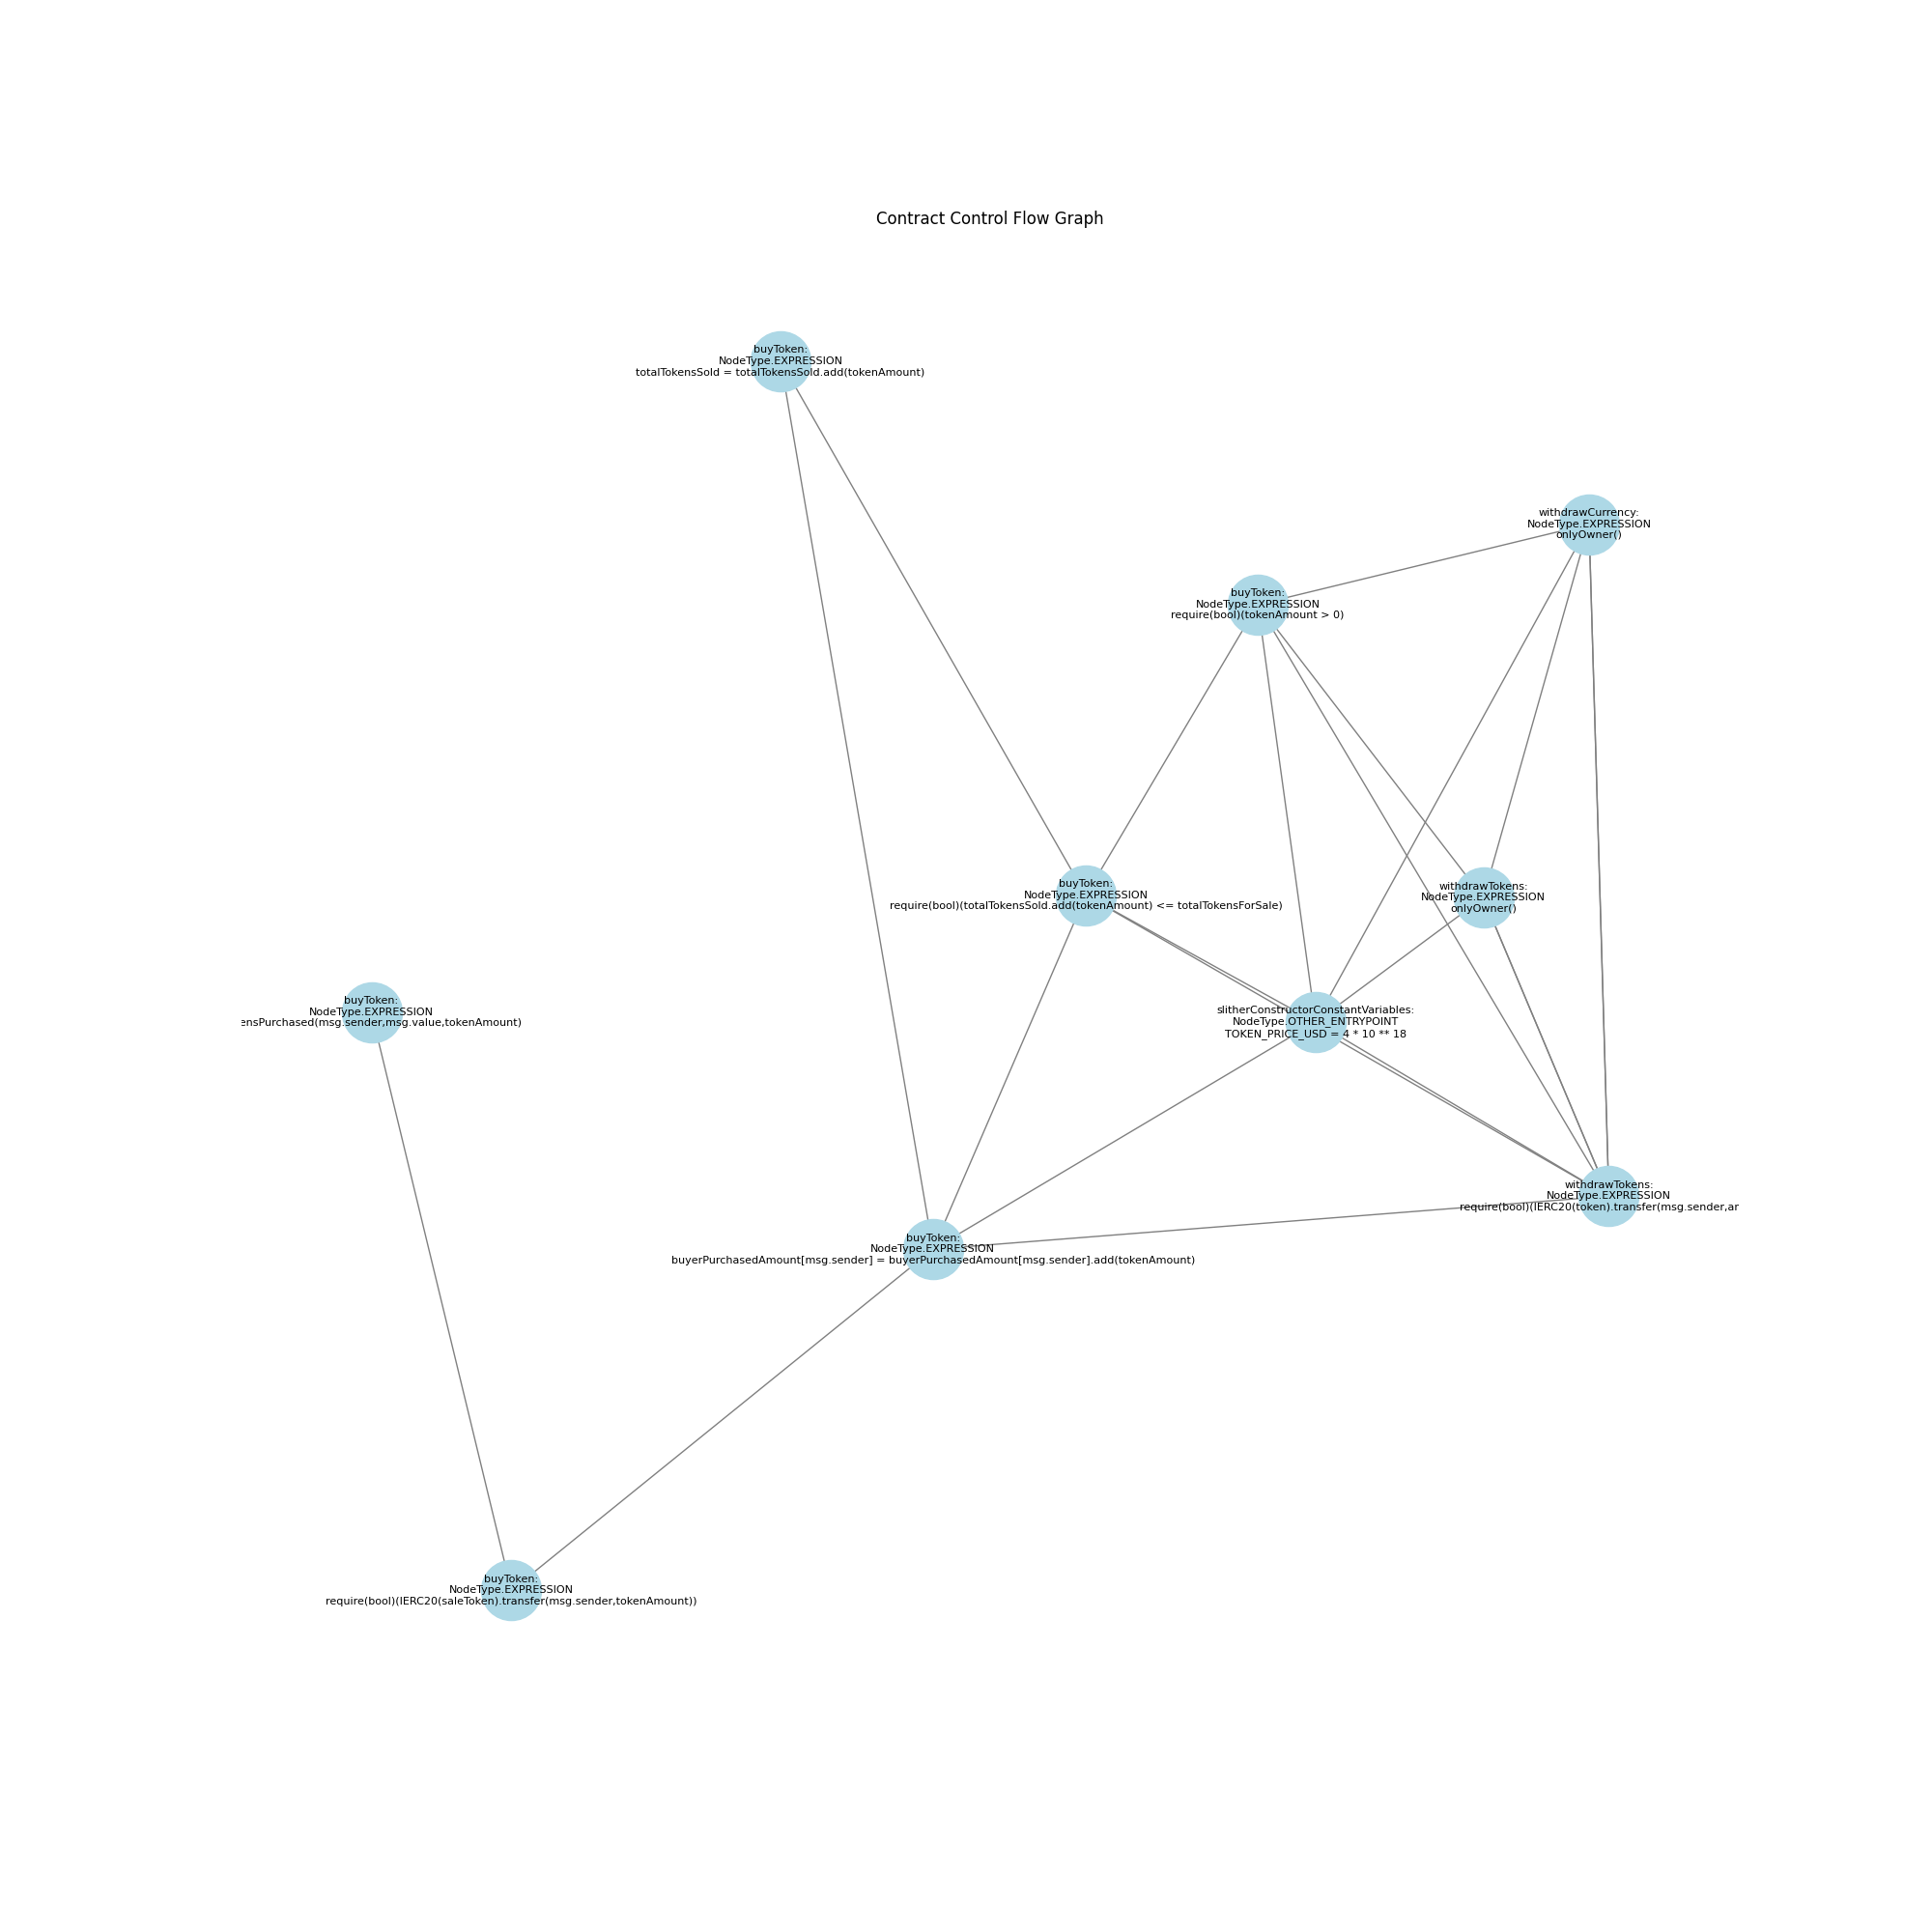 Contract Control Flow Graph
buyToken:
NodeType.EXPRESSION
totalTokensSold = totalTokensSold.add(tokenAmount)
withdrawCurrency:
NodeType.EXPRESSION
onlyOwner()
buyToken:
NodeType.EXPRESSION
require(bool)(tokenAmount > 0)
buyToken:
NodeType.EXPRESSION
require(bool)(totalTokensSold.add(tokenAmount) <= totalTokensForSale)
withdrawTokens:
NodeType.EXPRESSION
onlyOwner()
buyToken:
NodeType.EXPRESSION
ensPurchased(msg.sender,msg.value,tokenAmount)
slitherConstructorConstantVariables:
NodeType.OTHER_ENTRYPOINT
TOKEN_PRICE_USD = 4 * 10 ** 18
withdrawTokens:
NodeType.EXPRESSION
require(bool)(IERC20(token).transfer(msg.sender,ar
buyToken:
NodeType.EXPRESSION
buyerPurchasedAmount[msg.sender] = buyerPurchasedAmount[msg.sender].add(tokenAmount)
buyToken:
NodeType.EXPRESSION
require(bool)(IERC20(saleToken).transfer(msg.sender,tokenAmount))